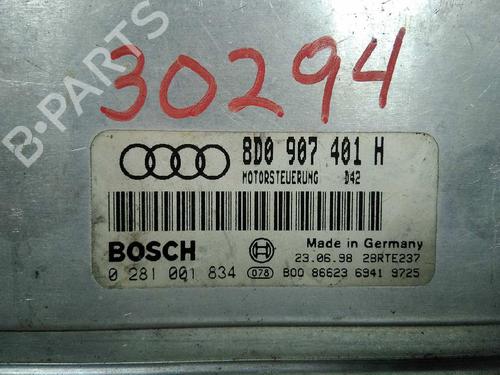 30294
B-PARTS
8D0 907 401 H
MOTORSTEUERUNG D42
BOSCH
Made in Germany
23.06.98 28RTE237
0 281 001 834 078 B00 86623 6941 9725